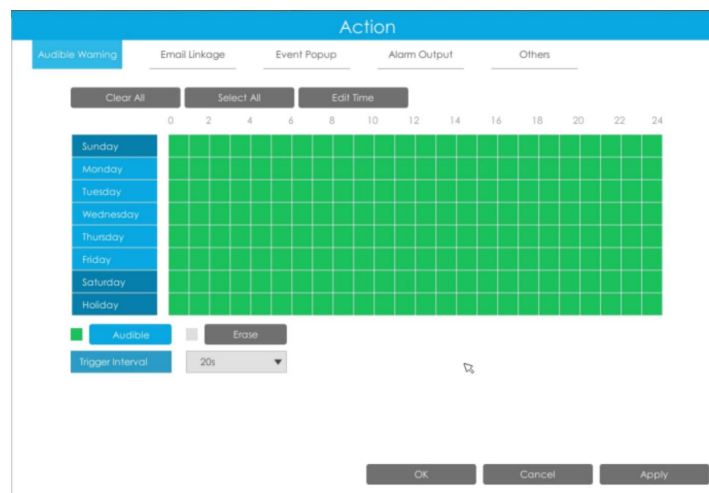 Action
Audible Warning Email Linkage Event Popup Alarm Output Others
Clear All Select All Edit Time
0 2 4 6 8 10 12 14 16 18 20 22 24
Sunday
Monday
Tuesday
Wednesday
Thursday
Friday
Saturday
Holiday
Audible Erase
Trigger Interval 20s
OK Cancel Apply